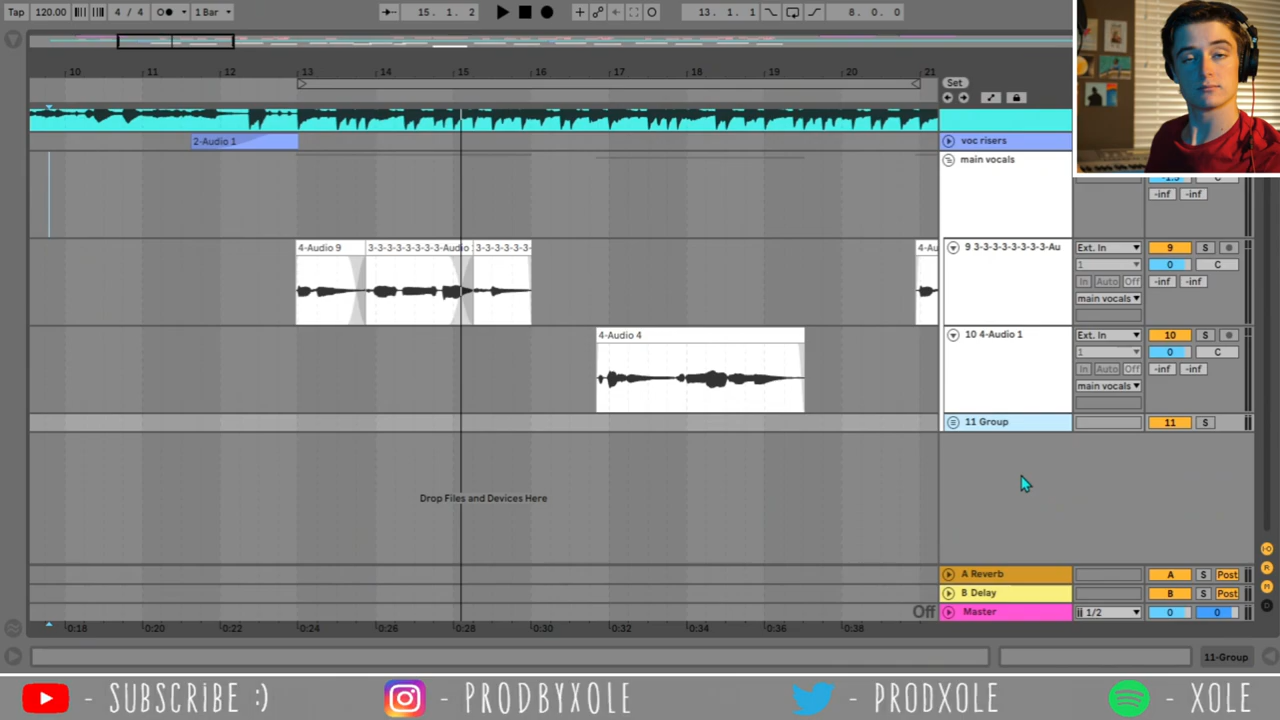 Tap 120.00 4 / 4 1 Bar 15. 1. 2 13. 1. 1 8. 0. 0
10 11 12 13 14 15 16 17 18 19 20 21 Set
2-Audio 1 voc risers
main vocals
-inf -inf
4-Audio 9 3-3-3-3-3-3-3-Audio 3-3-3-3-3-3- 4-Au 9 3-3-3-3-3-3-3-3-Au Ext. In 9 S
1 0 C
In Auto Off -inf -inf
main vocals
4-Audio 4 10 4-Audio 1 Ext. In 10 S
1 0 C
In Auto Off -inf -inf
main vocals
11 Group 11 S
Drop Files and Devices Here
A Reverb A S Post
B Delay B S Post
Off Master 1/2 0 0
0:18 0:20 0:22 0:24 0:26 0:28 0:30 0:32 0:34 0:36 0:38
11-Group
- SUBSCRIBE :) - PRODBYXOLE - PRODXOLE - XOLE